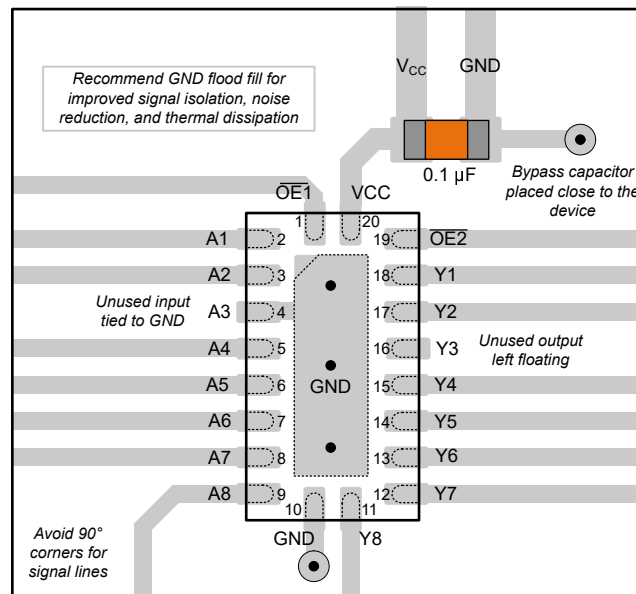 V_CC GND
Recommend GND flood fill for
improved signal isolation, noise
reduction, and thermal dissipation
0.1 µF
Bypass capacitor
placed close to the
device
O̅E̅1̅ VCC
1 20
A1 2 19 O̅E̅2̅
A2 3 18 Y1
Unused input
tied to GND
A3 4 17 Y2
A4 5 16 Y3
Unused output
left floating
GND
A5 6 15 Y4
A6 7 14 Y5
A7 8 13 Y6
A8 9 12 Y7
10 11
GND Y8
Avoid 90°
corners for
signal lines